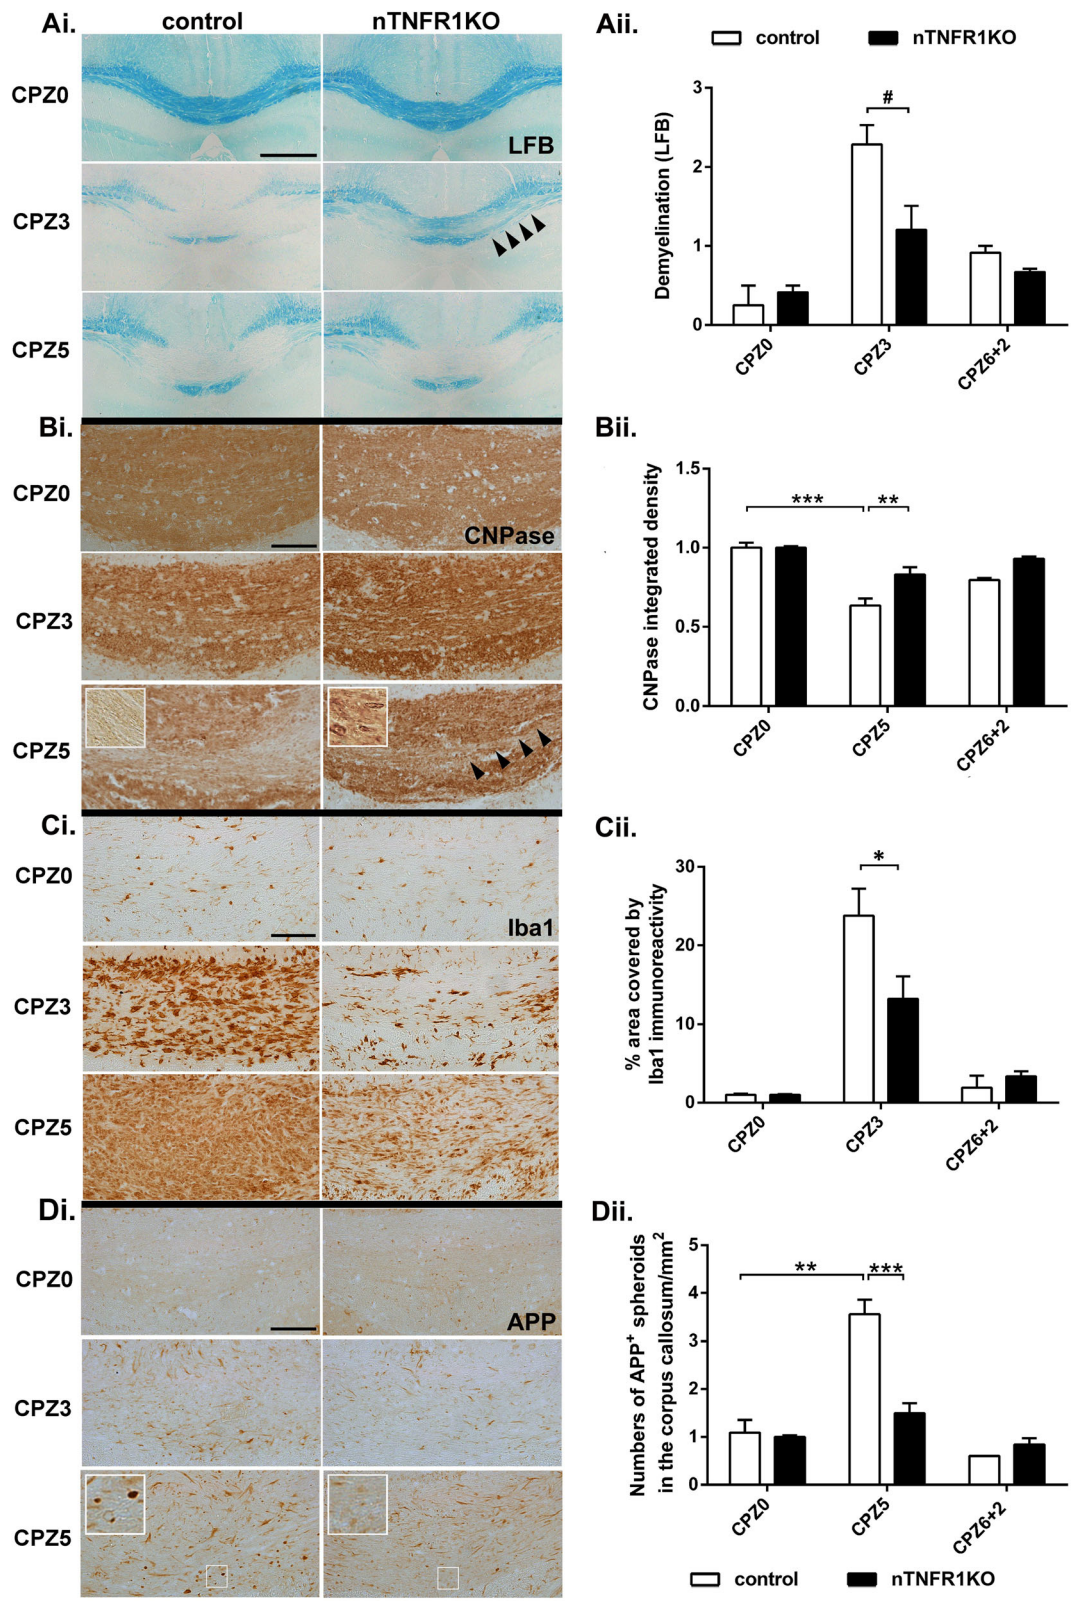 Ai.
control
nTNFR1KO
CPZ0
LFB
CPZ3
CPZ5
Aii.
control
nTNFR1KO
Demyelination (LFB)
3
2
1
0
#
CPZ0
CPZ3
CPZ6+2
Bi.
CPZ0
CNPase
CPZ3
CPZ5
Bii.
CNPase integrated density
1.5
1.0
0.5
0.0
***
**
CPZ0
CPZ5
CPZ6+2
Ci.
CPZ0
Iba1
CPZ3
CPZ5
Cii.
% area covered by
Iba1 immunoreactivity
30
20
10
0
*
CPZ0
CPZ3
CPZ6+2
Di.
CPZ0
APP
CPZ3
CPZ5
Dii.
Numbers of APP⁺ spheroids
in the corpus callosum/mm²
5
4
3
2
1
0
**
***
CPZ0
CPZ5
CPZ6+2
control
nTNFR1KO